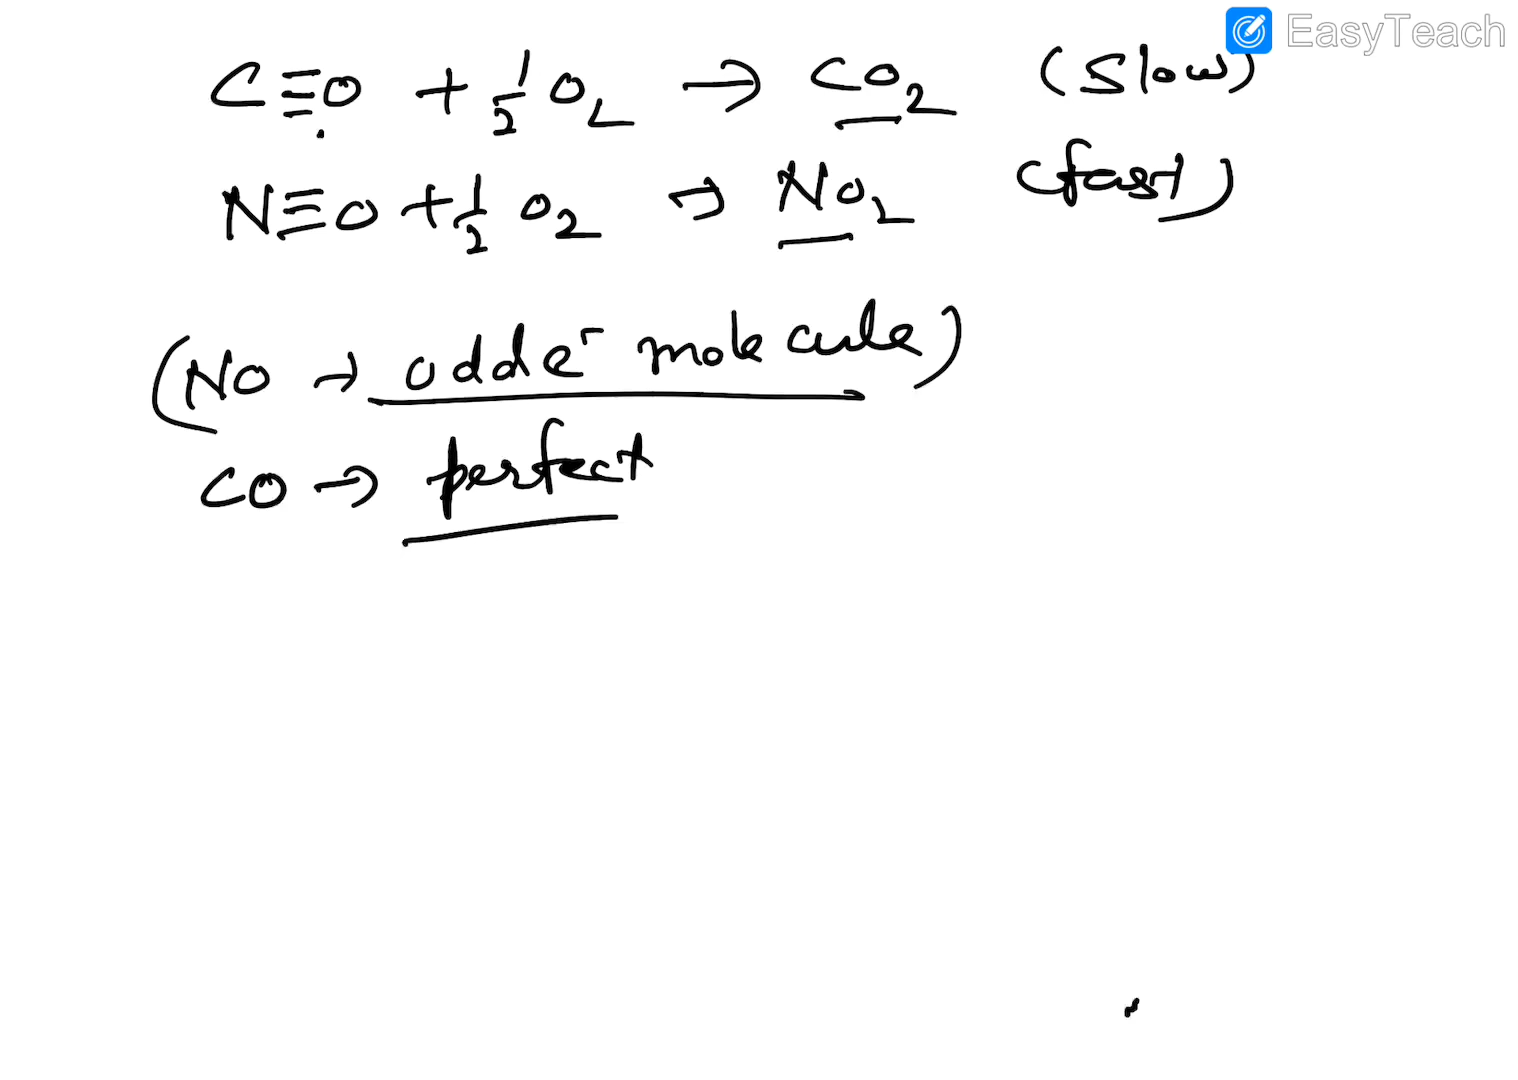 EasyTeach
C≡O + 1/2 O2 → CO2 (Slow)
N≡O + 1/2 O2 → NO2 (fast)
(NO → odd e- molecule)
CO → perfect